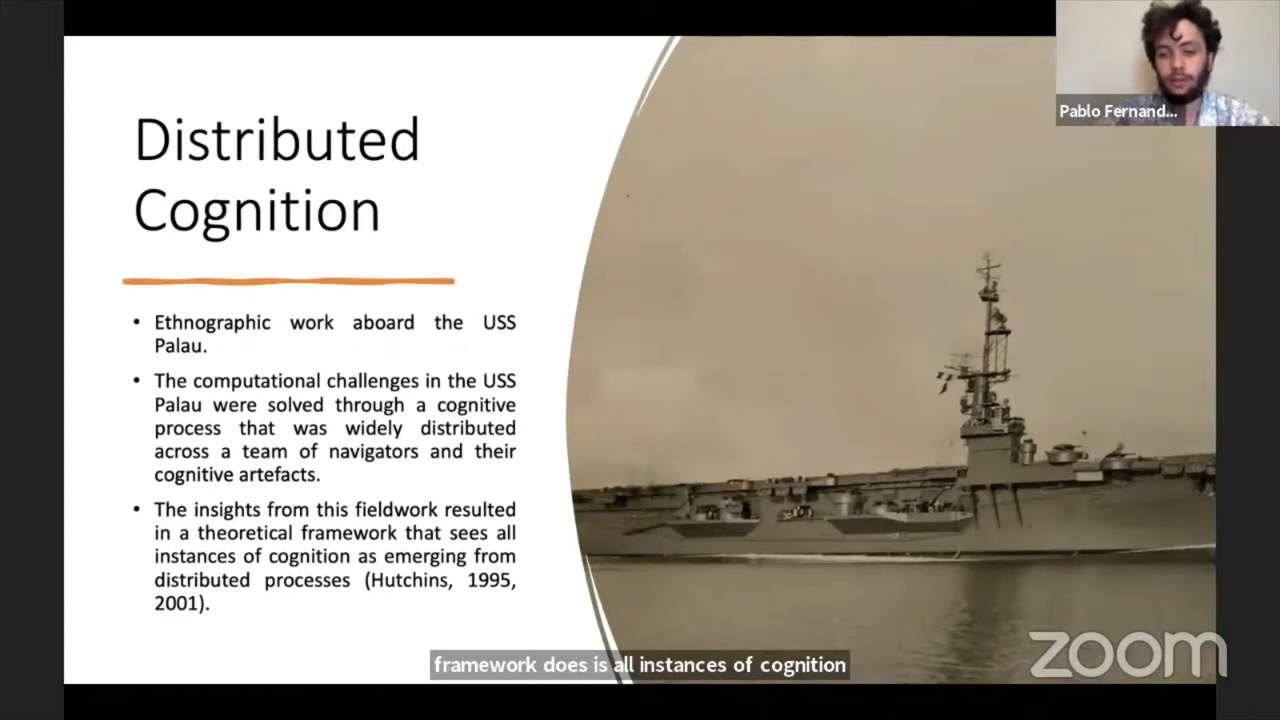 Pablo Fernand...
Distributed
Cognition
• Ethnographic work aboard the USS
Palau.
• The computational challenges in the USS
Palau were solved through a cognitive
process that was widely distributed
across a team of navigators and their
cognitive artefacts.
• The insights from this fieldwork resulted
in a theoretical framework that sees all
instances of cognition as emerging from
distributed processes (Hutchins, 1995,
2001).
framework does is all instances of cognition
zoom